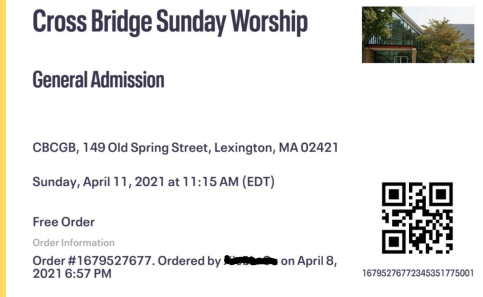 Cross Bridge Sunday Worship
General Admission
CBCGB, 149 Old Spring Street, Lexington, MA 02421
Sunday, April 11, 2021 at 11:15 AM (EDT)
Free Order
Order Information
Order #1679527677. Ordered by on April 8,
2021 6:57 PM
16795276772345351775001